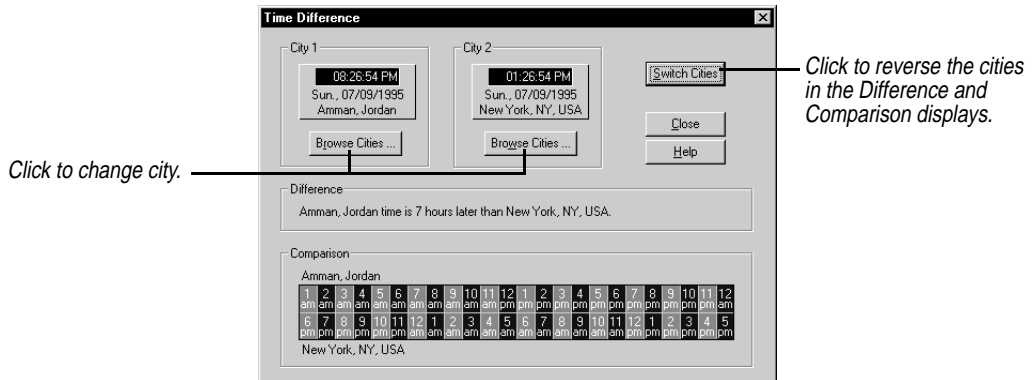 Time Difference
City 1
08:26:54 PM
Sun., 07/09/1995
Amman, Jordan
Browse Cities ...
City 2
01:26:54 PM
Sun., 07/09/1995
New York, NY, USA
Browse Cities ...
Switch Cities
Close
Help
Click to reverse the cities
in the Difference and
Comparison displays.
Click to change city.
Difference
Amman, Jordan time is 7 hours later than New York, NY, USA.
Comparison
Amman, Jordan
1 2 3 4 5 6 7 8 9 10 11 12 1 2 3 4 5 6 7 8 9 10 11 12
am am am am am am am am am am am pm pm pm pm pm pm pm pm pm pm pm pm am
6 7 8 9 10 11 12 1 2 3 4 5 6 7 8 9 10 11 12 1 2 3 4 5
pm pm pm pm pm pm am am am am am am am am am am am am pm pm pm pm pm pm
New York, NY, USA